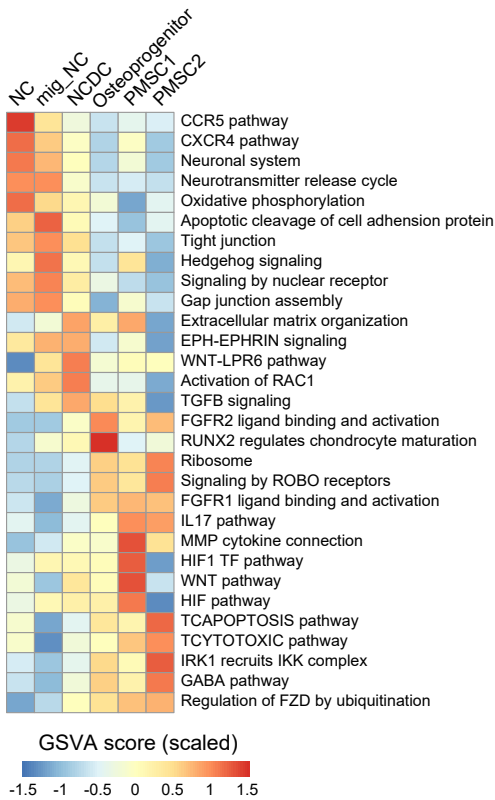 NC
mig_NC
NCDC
Osteoprogenitor
PMSC1
PMSC2
CCR5 pathway
CXCR4 pathway
Neuronal system
Neurotransmitter release cycle
Oxidative phosphorylation
Apoptotic cleavage of cell adhension protein
Tight junction
Hedgehog signaling
Signaling by nuclear receptor
Gap junction assembly
Extracellular matrix organization
EPH-EPHRIN signaling
WNT-LPR6 pathway
Activation of RAC1
TGFB signaling
FGFR2 ligand binding and activation
RUNX2 regulates chondrocyte maturation
Ribosome
Signaling by ROBO receptors
FGFR1 ligand binding and activation
IL17 pathway
MMP cytokine connection
HIF1 TF pathway
WNT pathway
HIF pathway
TCAPOPTOSIS pathway
TCYTOTOXIC pathway
IRK1 recruits IKK complex
GABA pathway
Regulation of FZD by ubiquitination
GSVA score (scaled)
-1.5 -1 -0.5 0 0.5 1 1.5